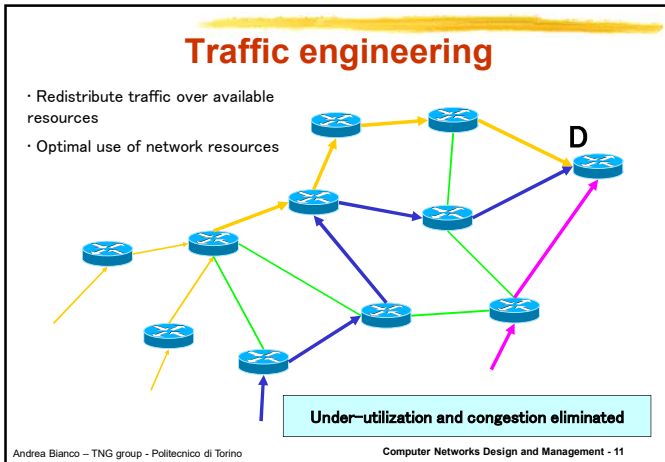 Traffic engineering
· Redistribute traffic over available
resources
· Optimal use of network resources
D
Under-utilization and congestion eliminated
Andrea Bianco – TNG group - Politecnico di Torino
Computer Networks Design and Management - 11